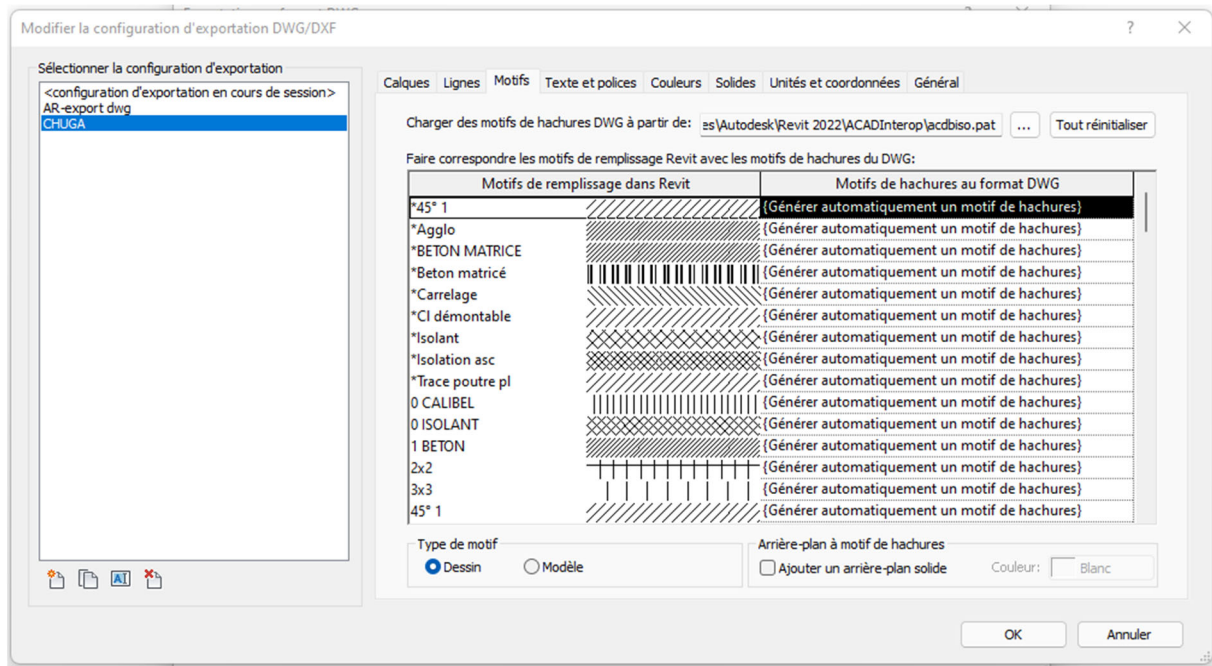 Modifier la configuration d'exportation DWG/DXF
Sélectionner la configuration d'exportation
<configuration d'exportation en cours de session>
AR-export dwg
CHUGA
Calques Lignes Motifs Texte et polices Couleurs Solides Unités et coordonnées Général
Charger des motifs de hachures DWG à partir de: es\Autodesk\Revit 2022\ACADInterop\acdbiso.pat ... Tout réinitialiser
Faire correspondre les motifs de remplissage Revit avec les motifs de hachures du DWG:
Motifs de remplissage dans Revit Motifs de hachures au format DWG
*45° 1 {Générer automatiquement un motif de hachures}
*Agglo {Générer automatiquement un motif de hachures}
*BETON MATRICE {Générer automatiquement un motif de hachures}
*Beton matricé {Générer automatiquement un motif de hachures}
*Carrelage {Générer automatiquement un motif de hachures}
*Cl démontable {Générer automatiquement un motif de hachures}
*Isolant {Générer automatiquement un motif de hachures}
*Isolation asc {Générer automatiquement un motif de hachures}
*Trace poutre pl {Générer automatiquement un motif de hachures}
0 CALIBEL {Générer automatiquement un motif de hachures}
0 ISOLANT {Générer automatiquement un motif de hachures}
1 BETON {Générer automatiquement un motif de hachures}
2x2 {Générer automatiquement un motif de hachures}
3x3 {Générer automatiquement un motif de hachures}
45° 1 {Générer automatiquement un motif de hachures}
Type de motif
Dessin Modèle
Arrière-plan à motif de hachures
Ajouter un arrière-plan solide Couleur: Blanc
OK Annuler